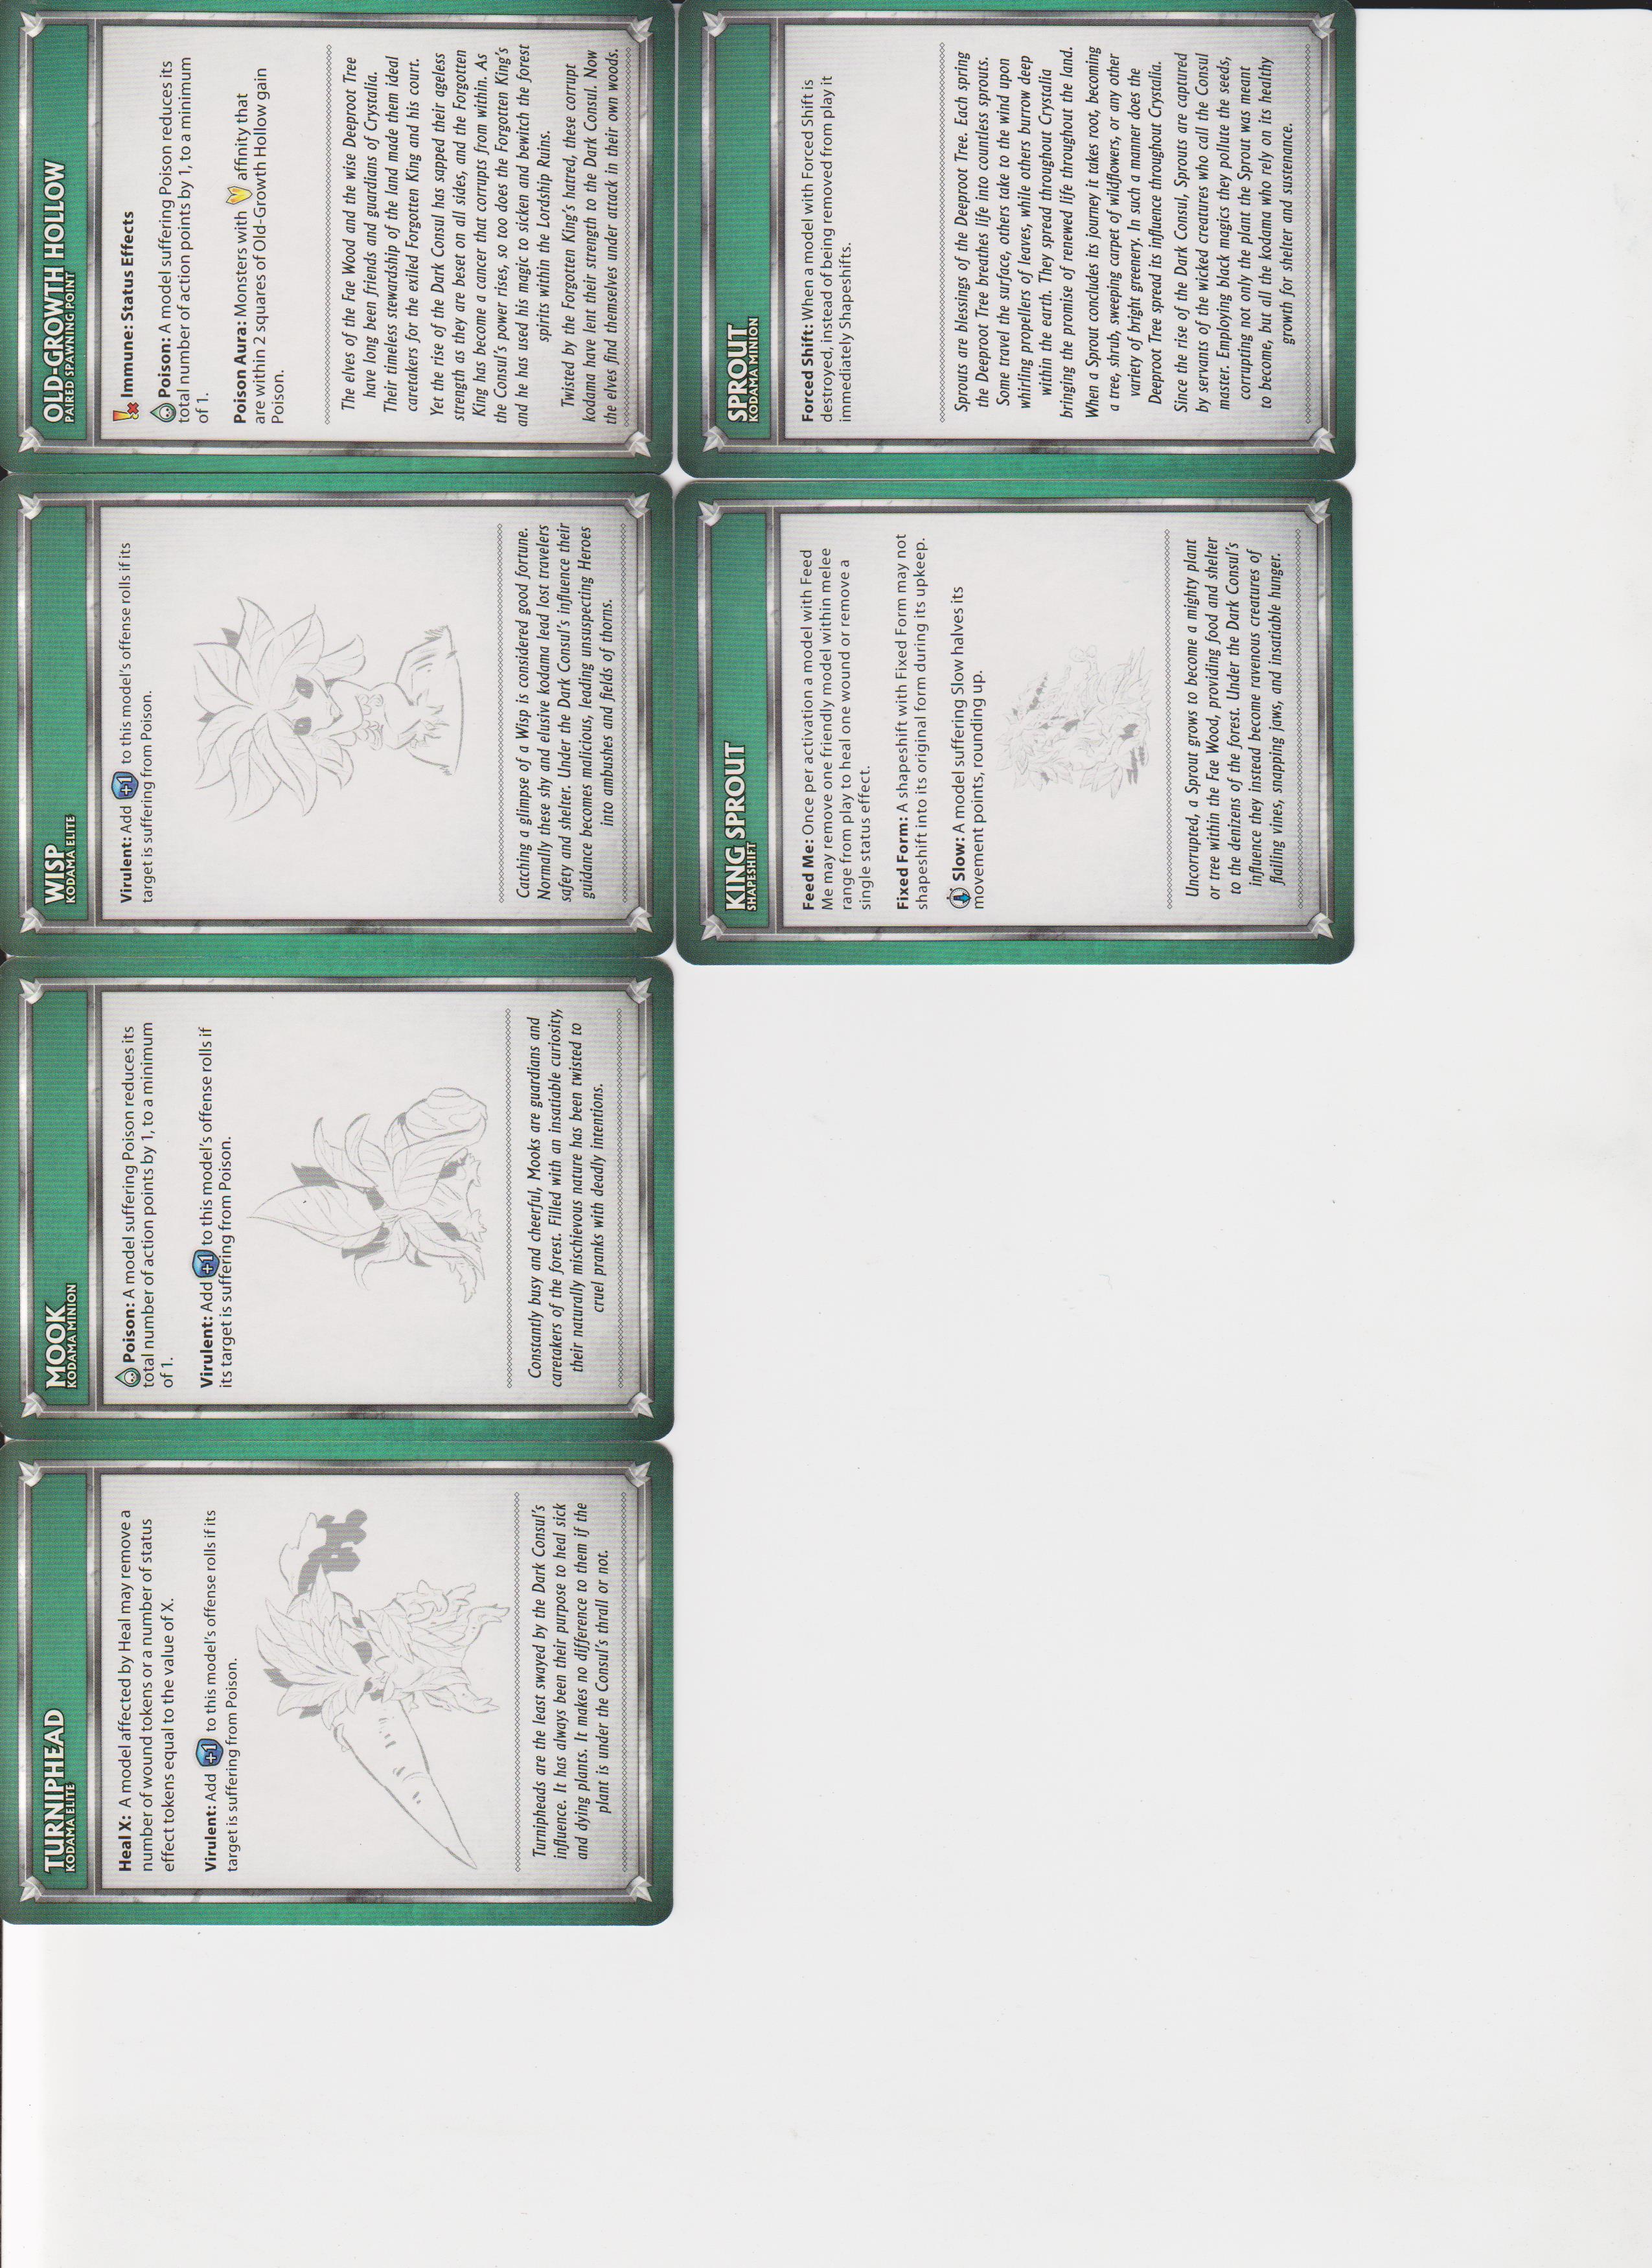 TURNIPHEAD
KODAMA ELITE
Heal X: A model affected by Heal may remove a
number of wound tokens or a number of status
effect tokens equal to the value of X.
Virulent: Add +1 to this model's offense rolls if its
target is suffering from Poison.
Turnipheads are the least swayed by the Dark Consul's
influence. It has always been their purpose to heal sick
and dying plants. It makes no difference to them if the
plant is under the Consul's thrall or not.
MOOK
KODAMA MINION
Poison: A model suffering Poison reduces its
total number of action points by 1, to a minimum
of 1.
Virulent: Add +1 to this model's offense rolls if
its target is suffering from Poison.
Constantly busy and cheerful, Mooks are guardians and
caretakers of the forest. Filled with an insatiable curiosity,
their naturally mischievous nature has been twisted to
cruel pranks with deadly intentions.
WISP
KODAMA ELITE
Virulent: Add +1 to this model's offense rolls if its
target is suffering from Poison.
Catching a glimpse of a Wisp is considered good fortune.
Normally these shy and elusive kodama lead lost travelers
safety and shelter. Under the Dark Consul's influence their
guidance becomes malicious, leading unsuspecting Heroes
into ambushes and fields of thorns.
OLD-GROWTH HOLLOW
PAIRED SPAWNING POINT
Immune: Status Effects
Poison: A model suffering Poison reduces its
total number of action points by 1, to a minimum
of 1.
Poison Aura: Monsters with affinity that
are within 2 squares of Old-Growth Hollow gain
Poison.
The elves of the Fae Wood and the wise Deeproot Tree
have long been friends and guardians of Crystalia.
Their timeless stewardship of the land made them ideal
caretakers for the exiled Forgotten King and his court.
Yet the rise of the Dark Consul has sapped their ageless
strength as they are beset on all sides, and the Forgotten
King has become a cancer that corrupts from within. As
the Consul's power rises, so too does the Forgotten King's
and he has used his magic to sicken and bewitch the forest
spirits within the Lordship Ruins.
Twisted by the Forgotten King's hatred, these corrupt
kodama have lent their strength to the Dark Consul. Now
the elves find themselves under attack in their own woods.
KING SPROUT
SHAPESHIFT
Feed Me: Once per activation a model with Feed
Me may remove one friendly model within melee
range from play to heal one wound or remove a
single status effect.
Fixed Form: A shapeshift with Fixed Form may not
shapeshift into its original form during its upkeep.
Slow: A model suffering Slow halves its
movement points, rounding up.
Uncorrupted, a Sprout grows to become a mighty plant
or tree within the Fae Wood, providing food and shelter
to the denizens of the forest. Under the Dark Consul's
influence they instead become ravenous creatures of
flailing vines, snapping jaws, and insatiable hunger.
SPROUT
KODAMA MINION
Forced Shift: When a model with Forced Shift is
destroyed, instead of being removed from play it
immediately Shapeshifts.
Sprouts are blessings of the Deeproot Tree. Each spring
the Deeproot Tree breathes life into countless sprouts.
Some travel the surface, others take to the wind upon
whirling propellers of leaves, while others burrow deep
within the earth. They spread throughout Crystalia
bringing the promise of renewed life throughout the land.
When a Sprout concludes its journey it takes root, becoming
a tree, shrub, sweeping carpet of wildflowers, or any other
variety of bright greenery. In such a manner does the
Deeproot Tree spread its influence throughout Crystalia.
Since the rise of the Dark Consul, Sprouts are captured
by servants of the wicked creatures who call the Consul
master. Employing black magics they pollute the seeds,
corrupting not only the plant the Sprout was meant
to become, but all the kodama who rely on its healthy
growth for shelter and sustenance.